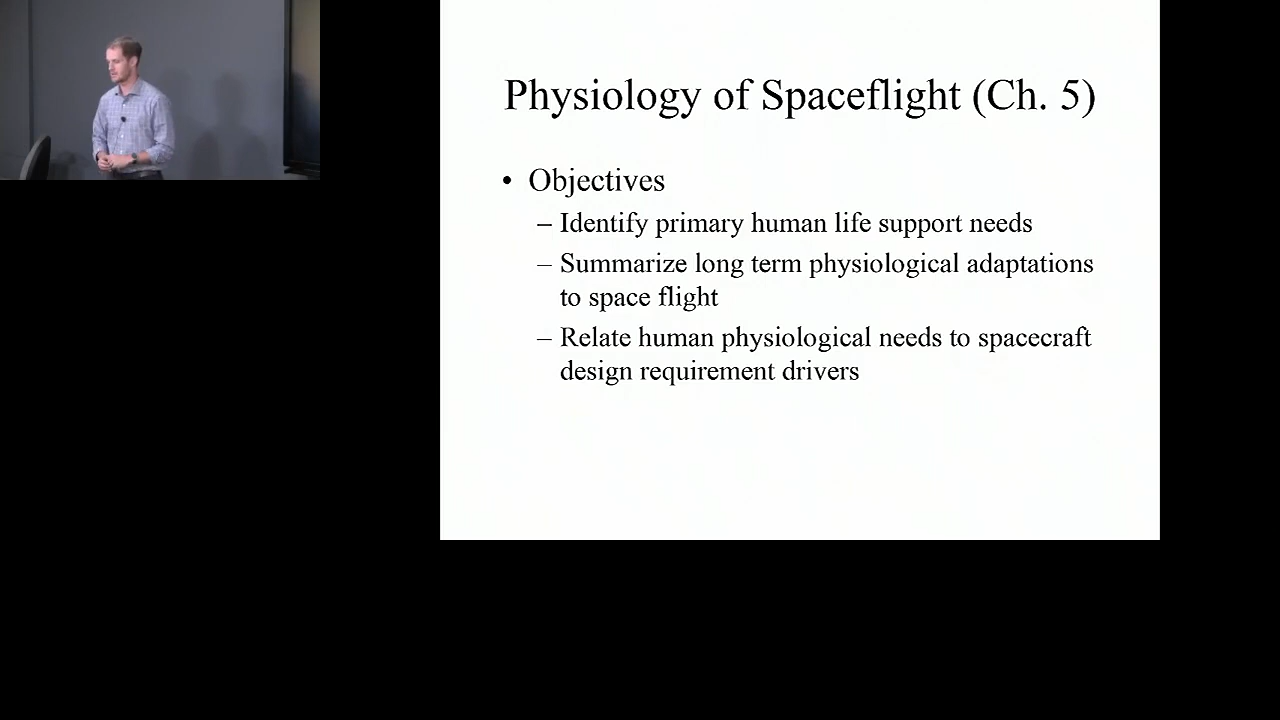 Physiology of Spaceflight (Ch. 5)
• Objectives
– Identify primary human life support needs
– Summarize long term physiological adaptations
to space flight
– Relate human physiological needs to spacecraft
design requirement drivers